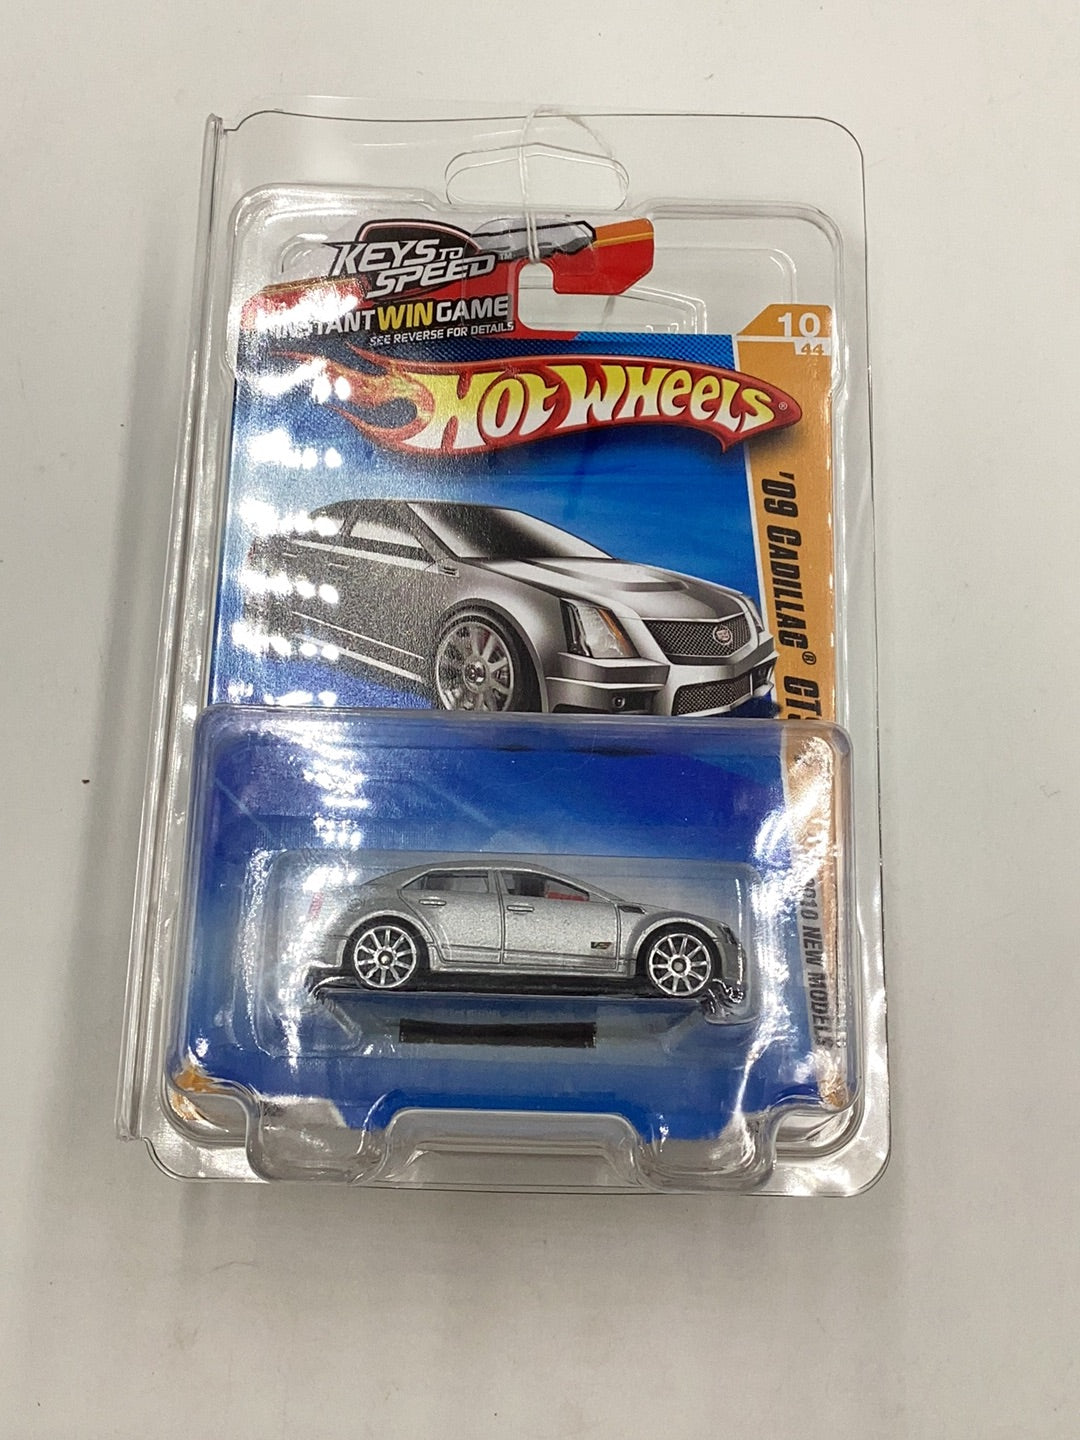 KEYS TO
SPEED™
INSTANT WIN GAME
SEE REVERSE FOR DETAILS
10
44
HOT WHEELS®
'09 CADILLAC® CTS
2010 NEW MODELS